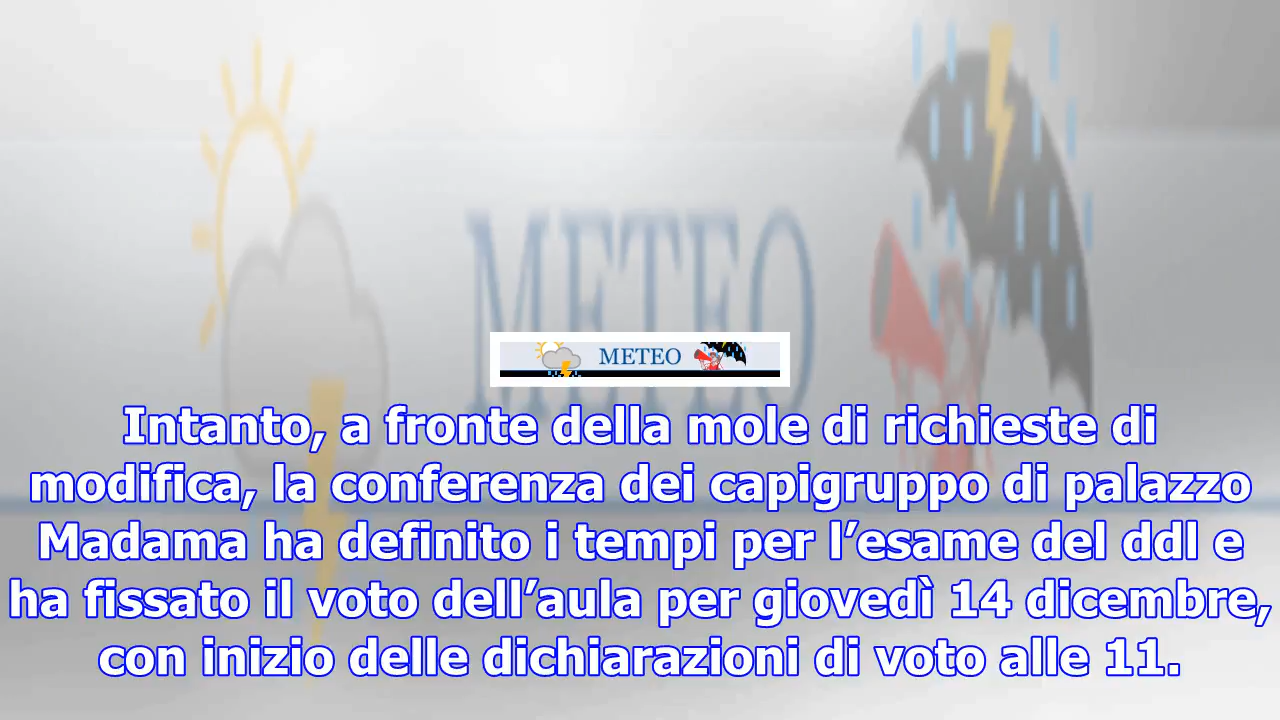 METEO
METEO
Intanto, a fronte della mole di richieste di
modifica, la conferenza dei capigruppo di palazzo
Madama ha definito i tempi per l’esame del ddl e
ha fissato il voto dell’aula per giovedì 14 dicembre,
con inizio delle dichiarazioni di voto alle 11.